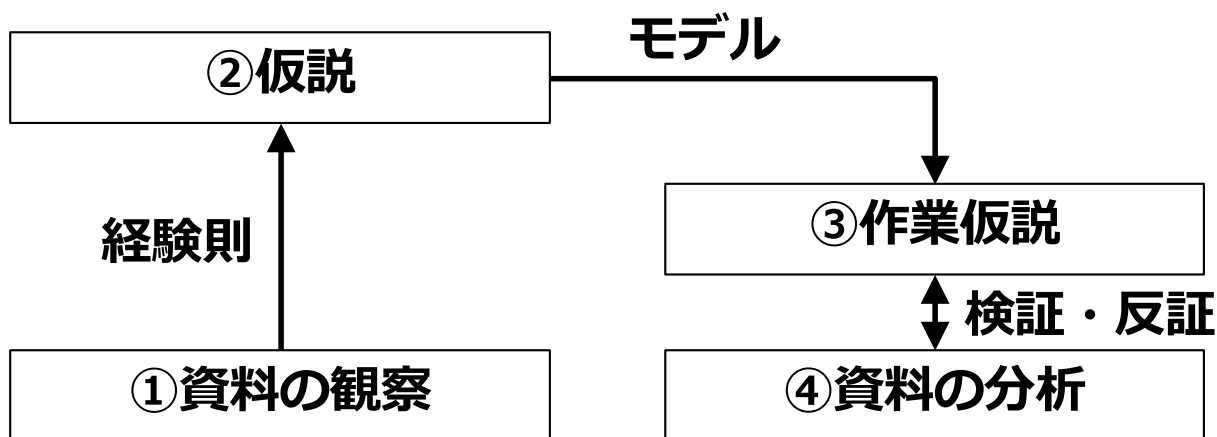 モデル
②仮説
③作業仮説
経験則
検証・反証
①資料の観察
④資料の分析